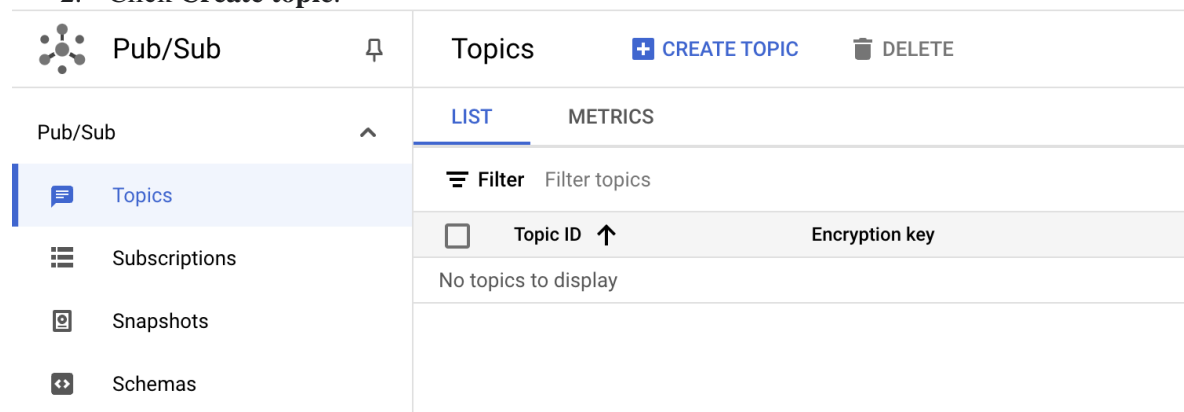 2. Click Create topic.
Pub/Sub
Topics
CREATE TOPIC
DELETE
Pub/Sub
LIST
METRICS
Topics
Filter
Filter topics
Subscriptions
Topic ID
Encryption key
No topics to display
Snapshots
Schemas